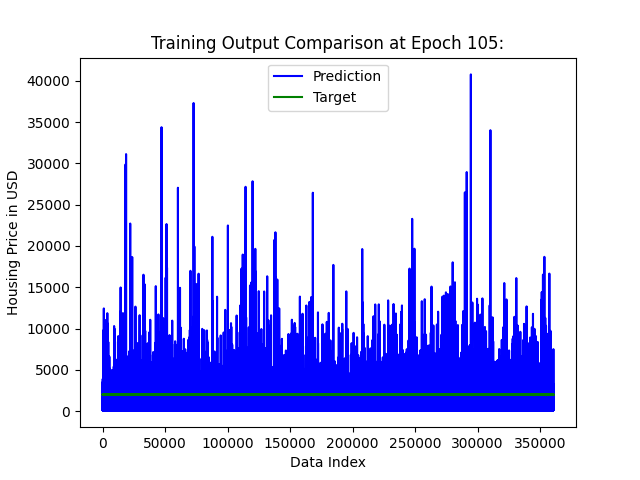 Training Output Comparison at Epoch 105:
Prediction
Target
40000
35000
30000
25000
20000
15000
10000
5000
0
Housing Price in USD
0 50000 100000 150000 200000 250000 300000 350000
Data Index